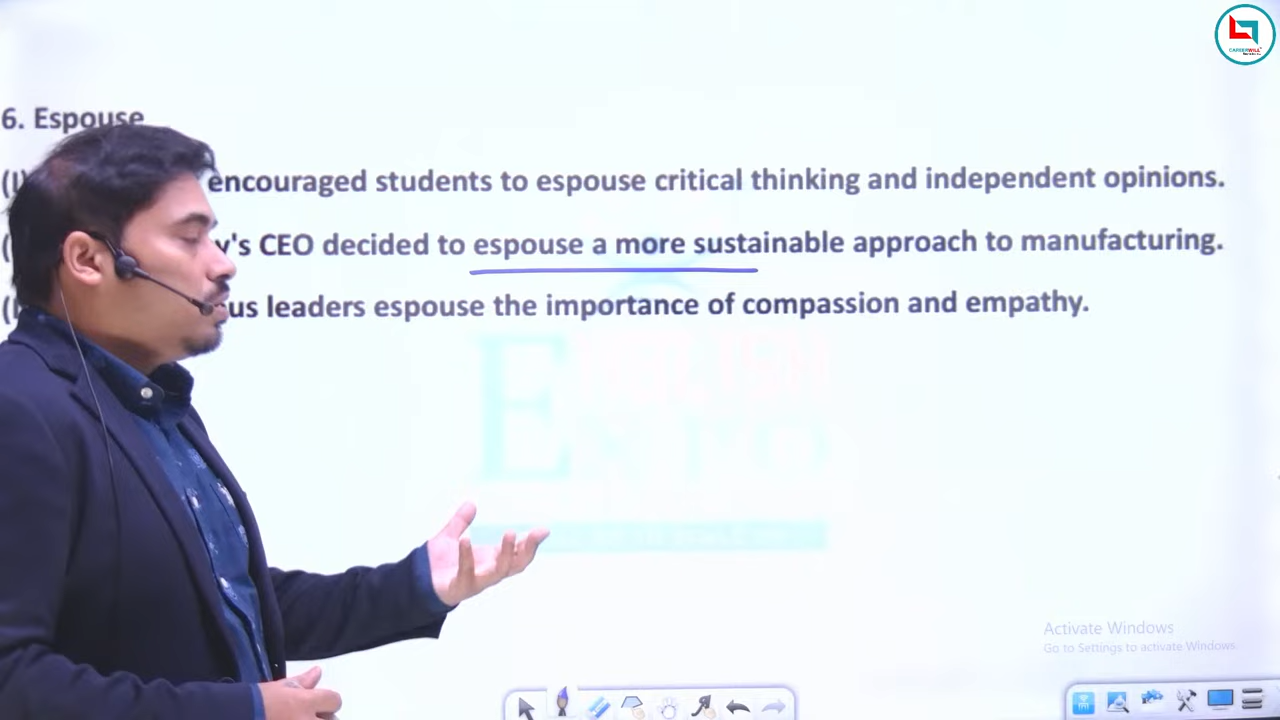 6. Espouse
encouraged students to espouse critical thinking and independent opinions.
y's CEO decided to espouse a more sustainable approach to manufacturing.
us leaders espouse the importance of compassion and empathy.
E
Activate Windows
Go to Settings to activate Windows.
CAREERWILL